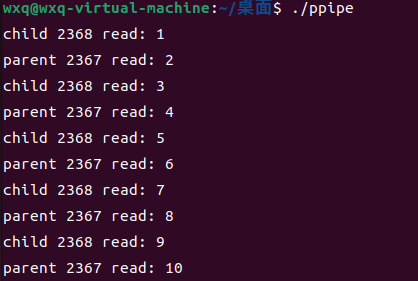 wxq@wxq-virtual-machine:~/桌面$ ./ppipe
child 2368 read: 1
parent 2367 read: 2
child 2368 read: 3
parent 2367 read: 4
child 2368 read: 5
parent 2367 read: 6
child 2368 read: 7
parent 2367 read: 8
child 2368 read: 9
parent 2367 read: 10